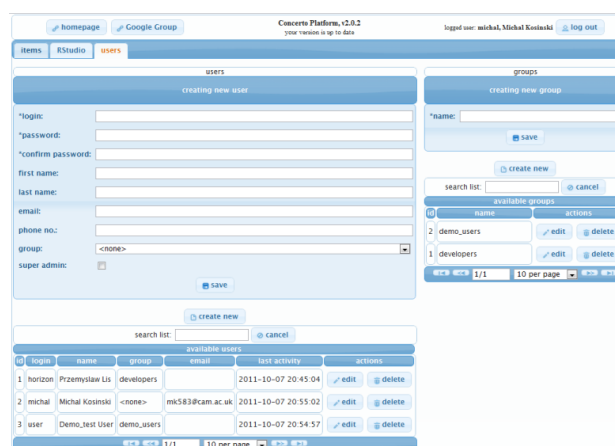 homepage Google Group Concerto Platform, v2.0.2 logged user: michal, Michal Kosinski log out
your version is up to date
items RStudio users
users
creating new user
*login:
*password:
*confirm password:
first name:
last name:
email:
phone no.:
group: <none>
super admin:
save
create new
search list: cancel
available users
id login name group email last activity actions
1 horizon Przemyslaw Lis developers 2011-10-07 20:45:04 edit delete
2 michal Michal Kosinski <none> mk583@cam.ac.uk 2011-10-07 20:55:02 edit delete
3 user Demo_test User demo_users 2011-10-07 20:54:57 edit delete
1/1 10 per page
groups
creating new group
*name:
save
create new
search list: cancel
available groups
id name actions
2 demo_users edit delete
1 developers edit delete
1/1 10 per page